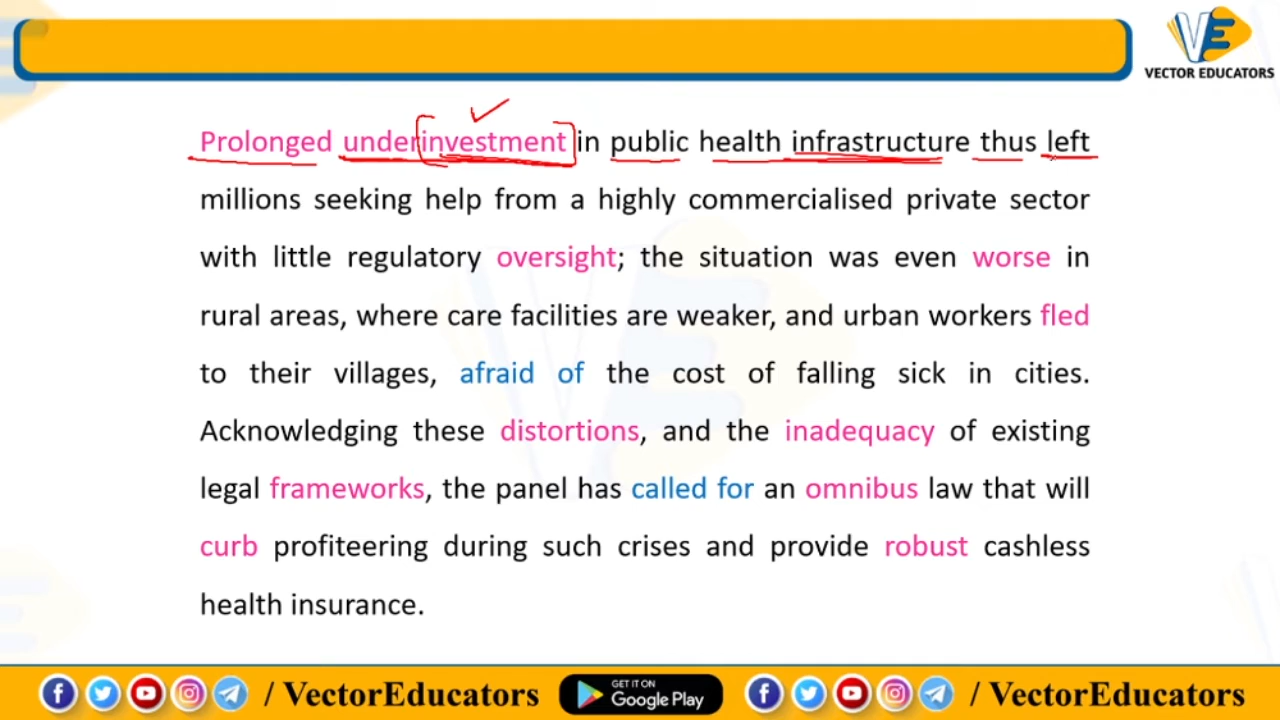 VE
VECTOR EDUCATORS
Prolonged underinvestment in public health infrastructure thus left
millions seeking help from a highly commercialised private sector
with little regulatory oversight; the situation was even worse in
rural areas, where care facilities are weaker, and urban workers fled
to their villages, afraid of the cost of falling sick in cities.
Acknowledging these distortions, and the inadequacy of existing
legal frameworks, the panel has called for an omnibus law that will
curb profiteering during such crises and provide robust cashless
health insurance.
/ VectorEducators GET IT ON Google Play / VectorEducators